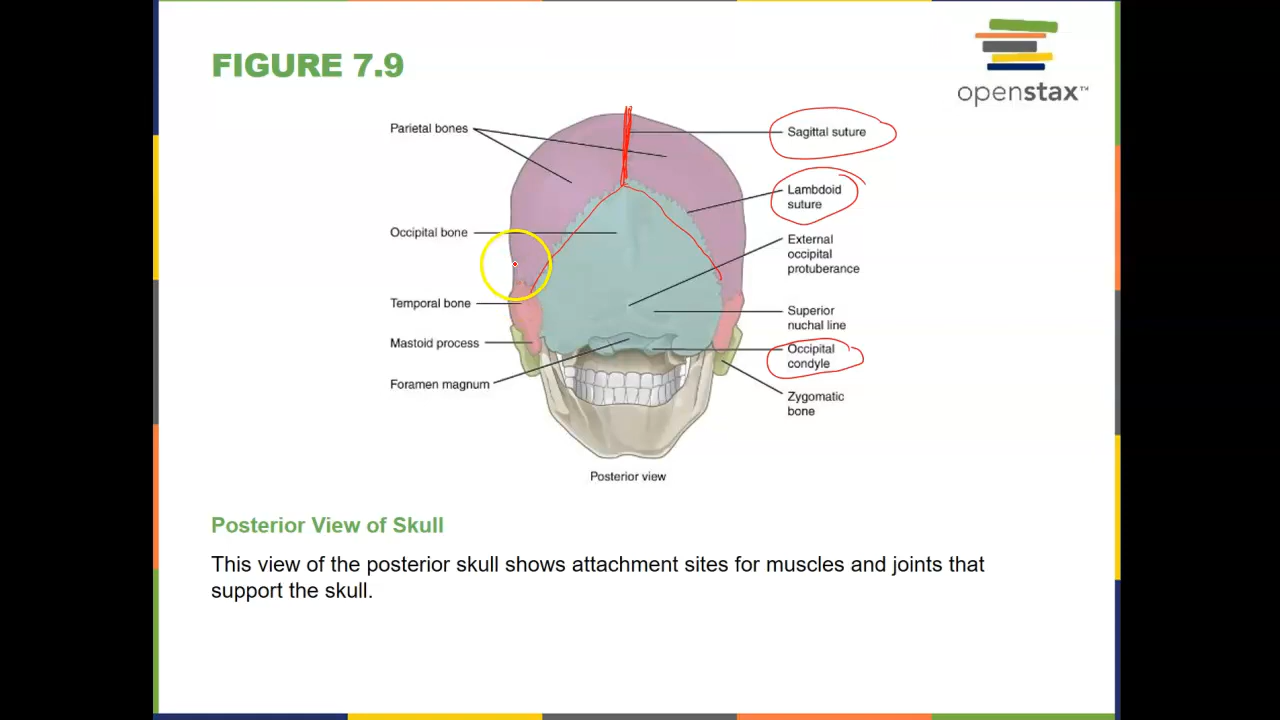 FIGURE 7.9
openstax™
Parietal bones
Occipital bone
Temporal bone
Mastoid process
Foramen magnum
Sagittal suture
Lambdoid
suture
External
occipital
protuberance
Superior
nuchal line
Occipital
condyle
Zygomatic
bone
Posterior view
Posterior View of Skull
This view of the posterior skull shows attachment sites for muscles and joints that
support the skull.